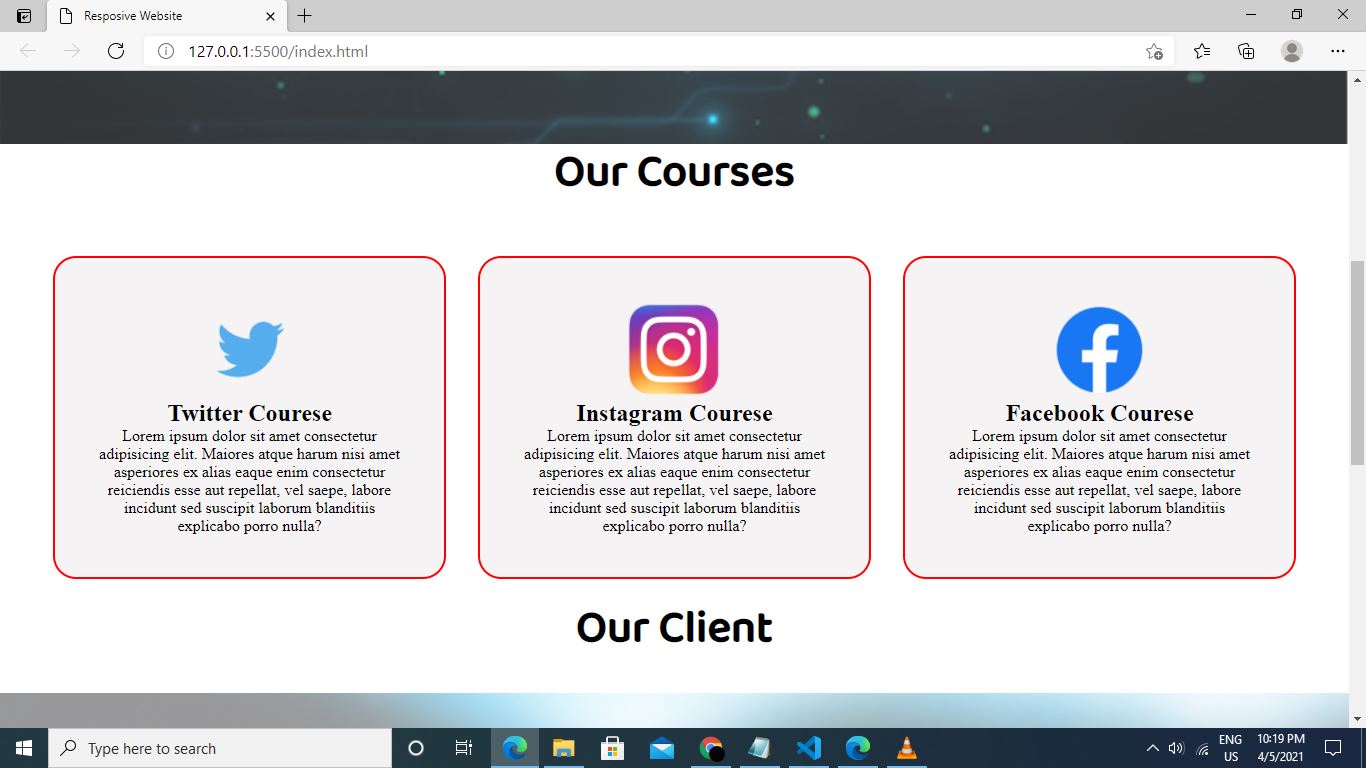 Resposive Website
127.0.0.1:5500/index.html
Our Courses
Twitter Courese
Lorem ipsum dolor sit amet consectetur
adipisicing elit. Maiores atque harum nisi amet
asperiores ex alias eaque enim consectetur
reiciendis esse aut repellat, vel saepe, labore
incidunt sed suscipit laborum blanditiis
explicabo porro nulla?
Instagram Courese
Lorem ipsum dolor sit amet consectetur
adipisicing elit. Maiores atque harum nisi amet
asperiores ex alias eaque enim consectetur
reiciendis esse aut repellat, vel saepe, labore
incidunt sed suscipit laborum blanditiis
explicabo porro nulla?
Facebook Courese
Lorem ipsum dolor sit amet consectetur
adipisicing elit. Maiores atque harum nisi amet
asperiores ex alias eaque enim consectetur
reiciendis esse aut repellat, vel saepe, labore
incidunt sed suscipit laborum blanditiis
explicabo porro nulla?
Our Client
Type here to search
ENG
US
10:19 PM
4/5/2021